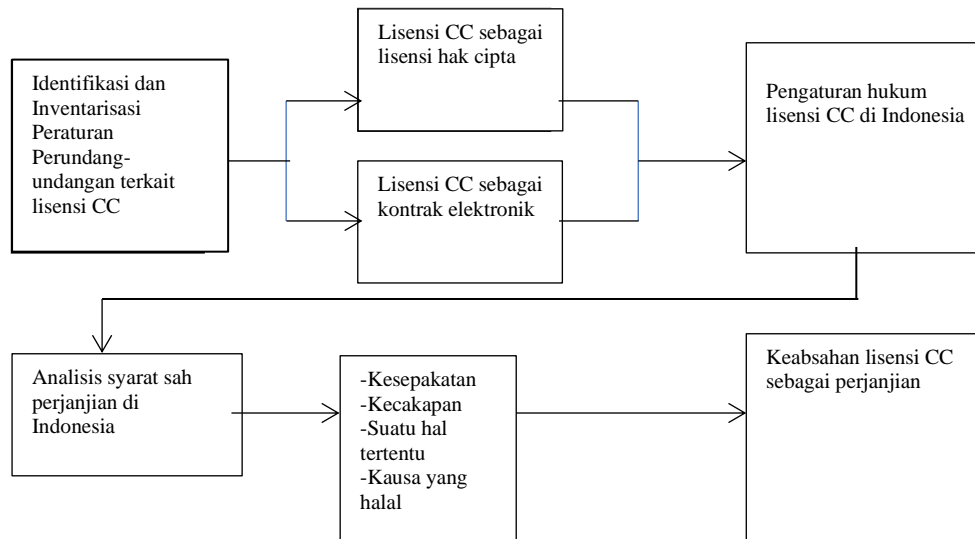 Identifikasi dan
Inventarisasi
Peraturan
Perundang-
undangan terkait
lisensi CC
Lisensi CC sebagai
lisensi hak cipta
Lisensi CC sebagai
kontrak elektronik
Pengaturan hukum
lisensi CC di Indonesia
Analisis syarat sah
perjanjian di
Indonesia
-Kesepakatan
-Kecakapan
-Suatu hal
tertentu
-Kausa yang
halal
Keabsahan lisensi CC
sebagai perjanjian